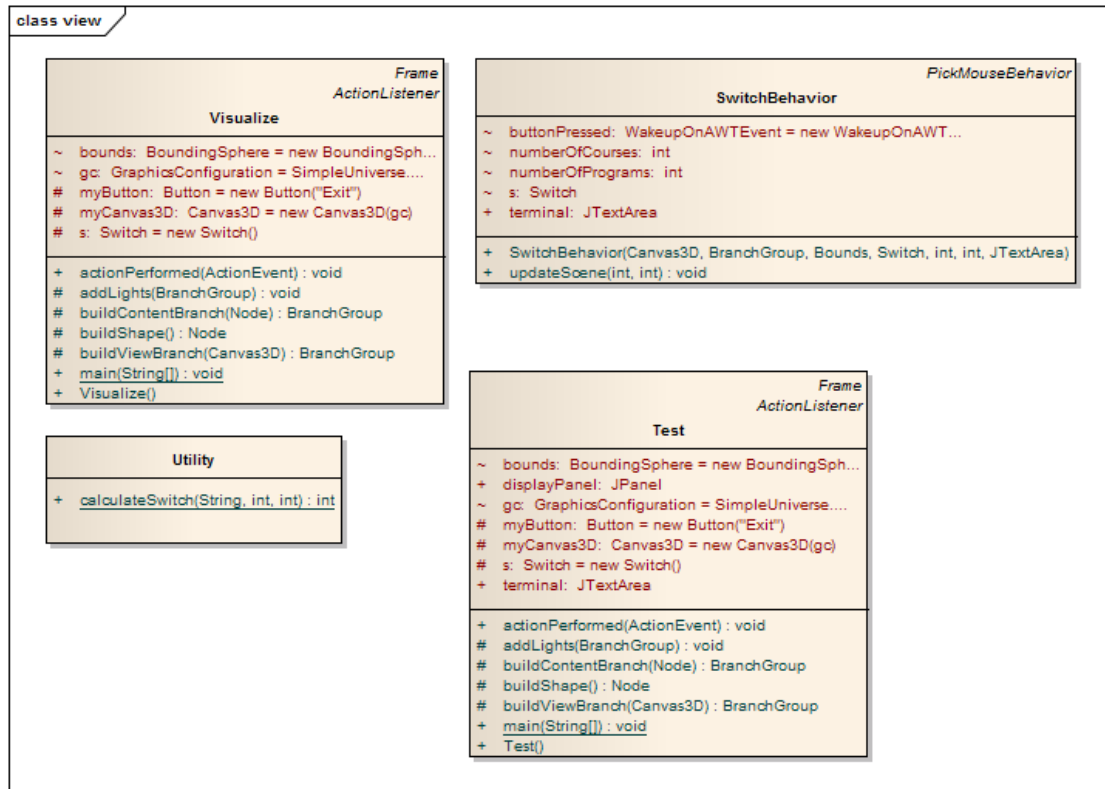 class view
Frame
ActionListener
Visualize
~ bounds: BoundingSphere = new BoundingSph...
~ gc: GraphicsConfiguration = SimpleUniverse....
# myButton: Button = new Button("Exit")
# myCanvas3D: Canvas3D = new Canvas3D(gc)
# s: Switch = new Switch()
+ actionPerformed(ActionEvent) : void
# addLights(BranchGroup) : void
# buildContentBranch(Node) : BranchGroup
# buildShape() : Node
# buildViewBranch(Canvas3D) : BranchGroup
+ main(String[]) : void
+ Visualize()
PickMouseBehavior
SwitchBehavior
~ buttonPressed: WakeupOnAWTEvent = new WakeupOnAWT...
~ numberOfCourses: int
~ numberOfPrograms: int
~ s: Switch
+ terminal: JTextArea
+ SwitchBehavior(Canvas3D, BranchGroup, Bounds, Switch, int, int, JTextArea)
+ updateScene(int, int) : void
Utility
+ calculateSwitch(String, int, int) : int
Frame
ActionListener
Test
~ bounds: BoundingSphere = new BoundingSph...
+ displayPanel: JPanel
~ gc: GraphicsConfiguration = SimpleUniverse....
# myButton: Button = new Button("Exit")
# myCanvas3D: Canvas3D = new Canvas3D(gc)
# s: Switch = new Switch()
+ terminal: JTextArea
+ actionPerformed(ActionEvent) : void
# addLights(BranchGroup) : void
# buildContentBranch(Node) : BranchGroup
# buildShape() : Node
# buildViewBranch(Canvas3D) : BranchGroup
+ main(String[]) : void
+ Test()